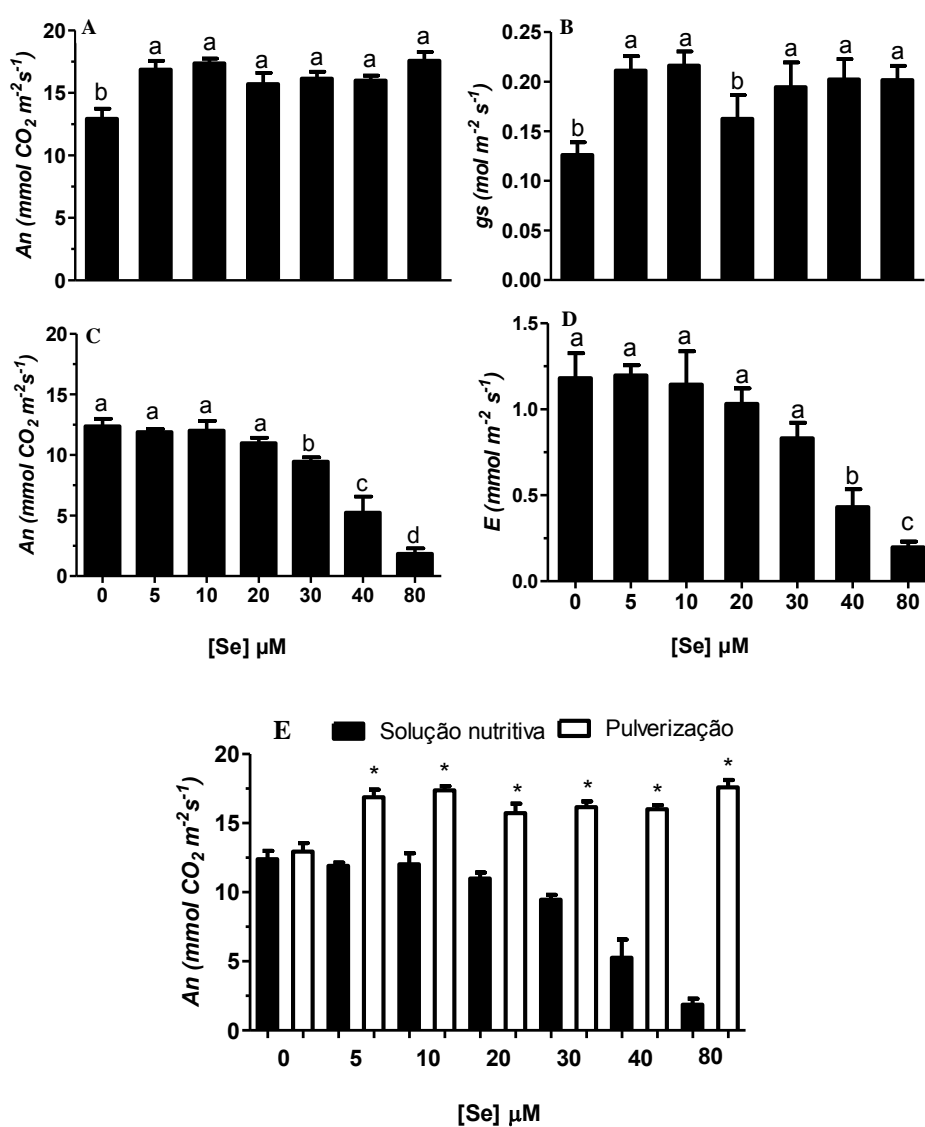 A
An (mmol CO2 m-2s-1)
20
15
10
5
0
b
a
a
a
a
a
a
B
gs (mol m-2 s-1)
0.25
0.20
0.15
0.10
0.05
0.00
b
a
a
b
a
a
a
C
An (mmol CO2 m-2s-1)
20
15
10
5
0
a
a
a
a
b
c
d
0 5 10 20 30 40 80
[Se] µM
D
E (mmol m-2 s-1)
1.5
1.0
0.5
0.0
a
a
a
a
a
b
c
0 5 10 20 30 40 80
[Se] µM
E
Solução nutritiva Pulverização
An (mmol CO2 m-2s-1)
20
15
10
5
0
* * * * * *
0 5 10 20 30 40 80
[Se] µM